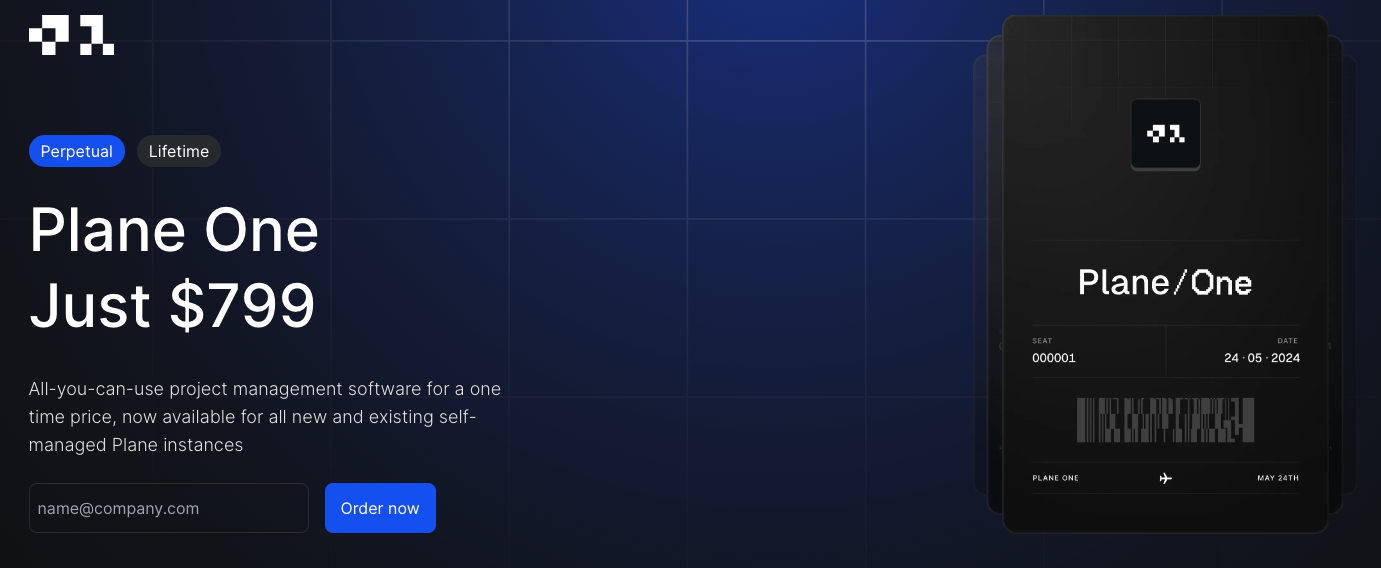 Perpetual
Lifetime
Plane One
Just $799
All-you-can-use project management software for a one
time price, now available for all new and existing self-
managed Plane instances
name@company.com
Order now
Plane/One
SEAT
DATE
000001
24·05·2024
PLANE ONE
MAY 24TH